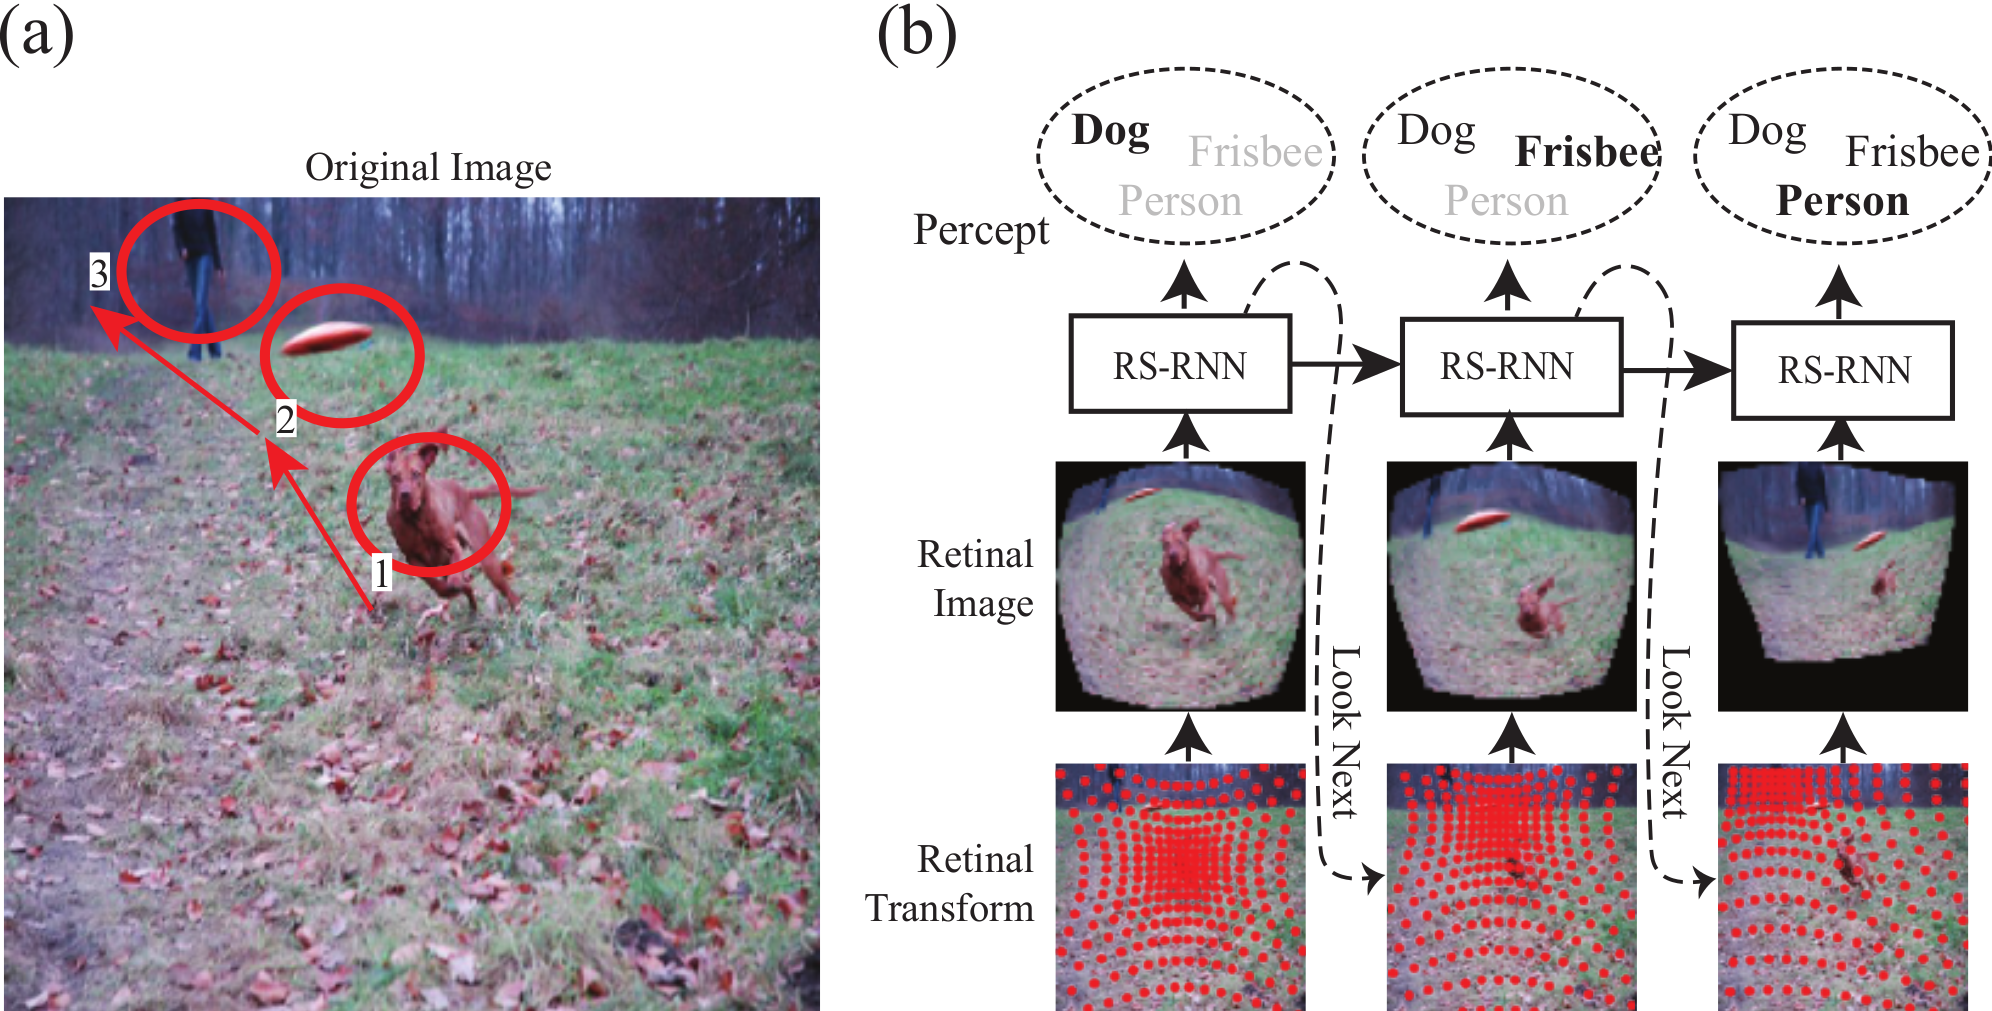 (a)
Original Image
3
2
1
(b)
Dog
Frisbee
Person
Dog
Frisbee
Person
Dog
Frisbee
Person
Percept
RS-RNN
RS-RNN
RS-RNN
Retinal
Image
Look Next
Look Next
Retinal
Transform